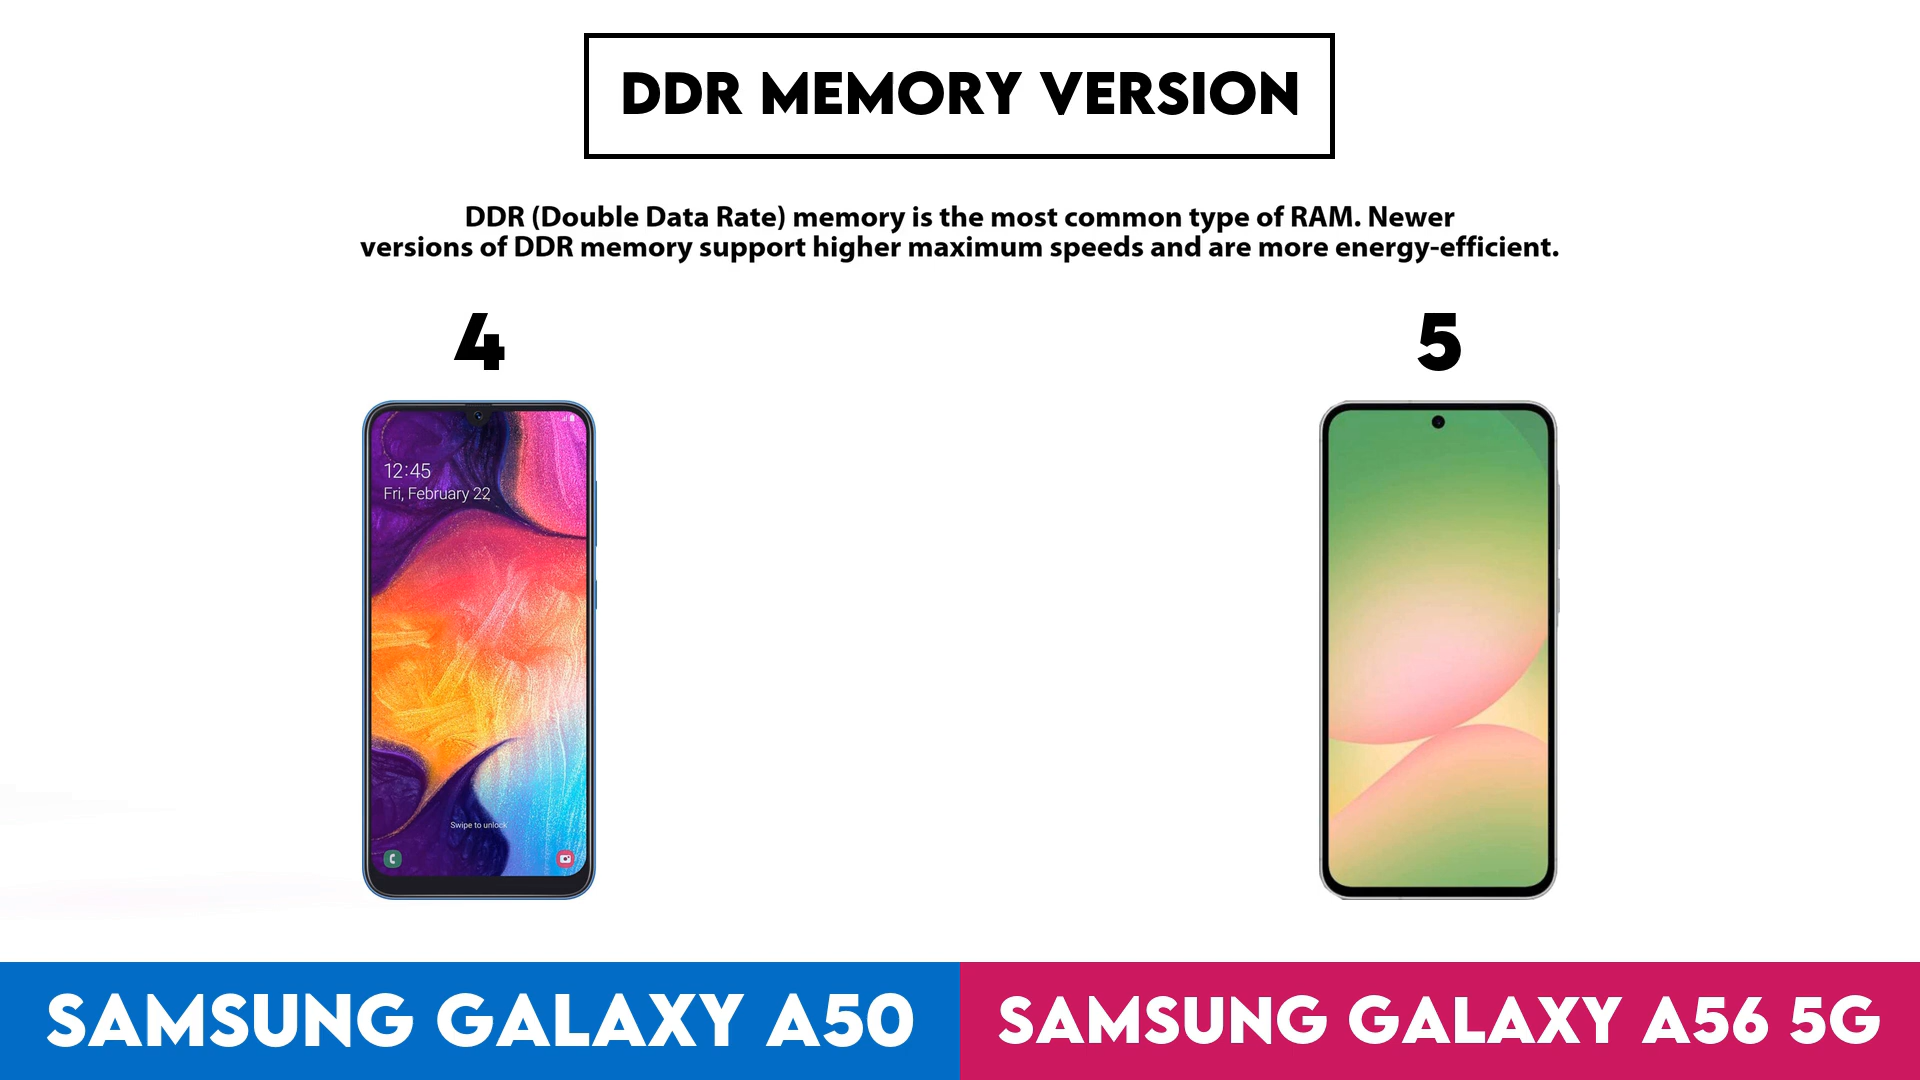 DDR MEMORY VERSION
DDR (Double Data Rate) memory is the most common type of RAM. Newer
versions of DDR memory support higher maximum speeds and are more energy-efficient.
4
5
12:45
Fri, February 22
Swipe to unlock
SAMSUNG GALAXY A50
SAMSUNG GALAXY A56 5G